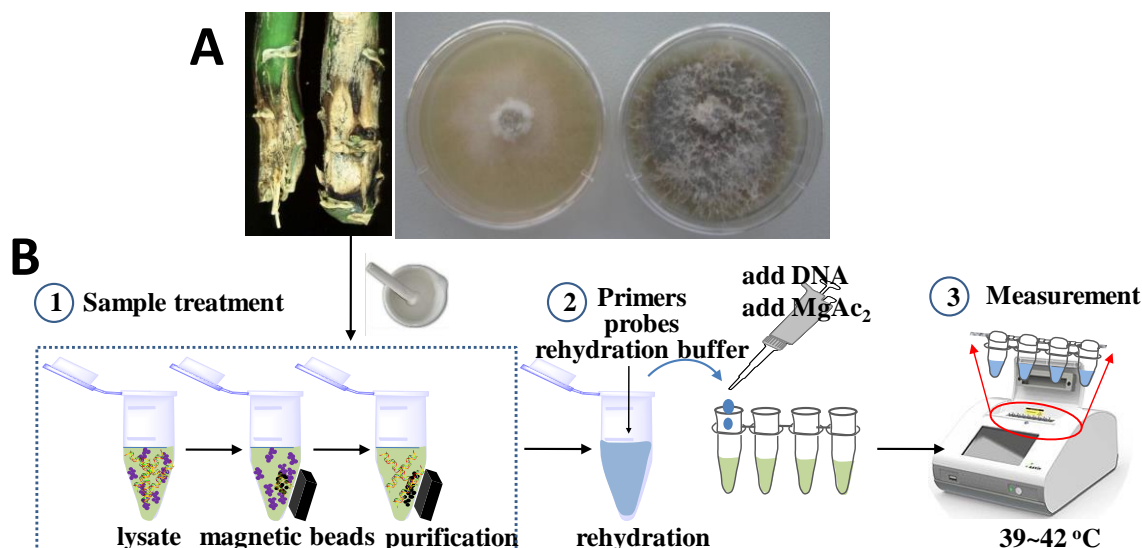 A
B
1 Sample treatment
2 Primers
probes
rehydration buffer
add DNA
add MgAc₂
3 Measurement
lysate
magnetic beads
purification
rehydration
39~42 ºC